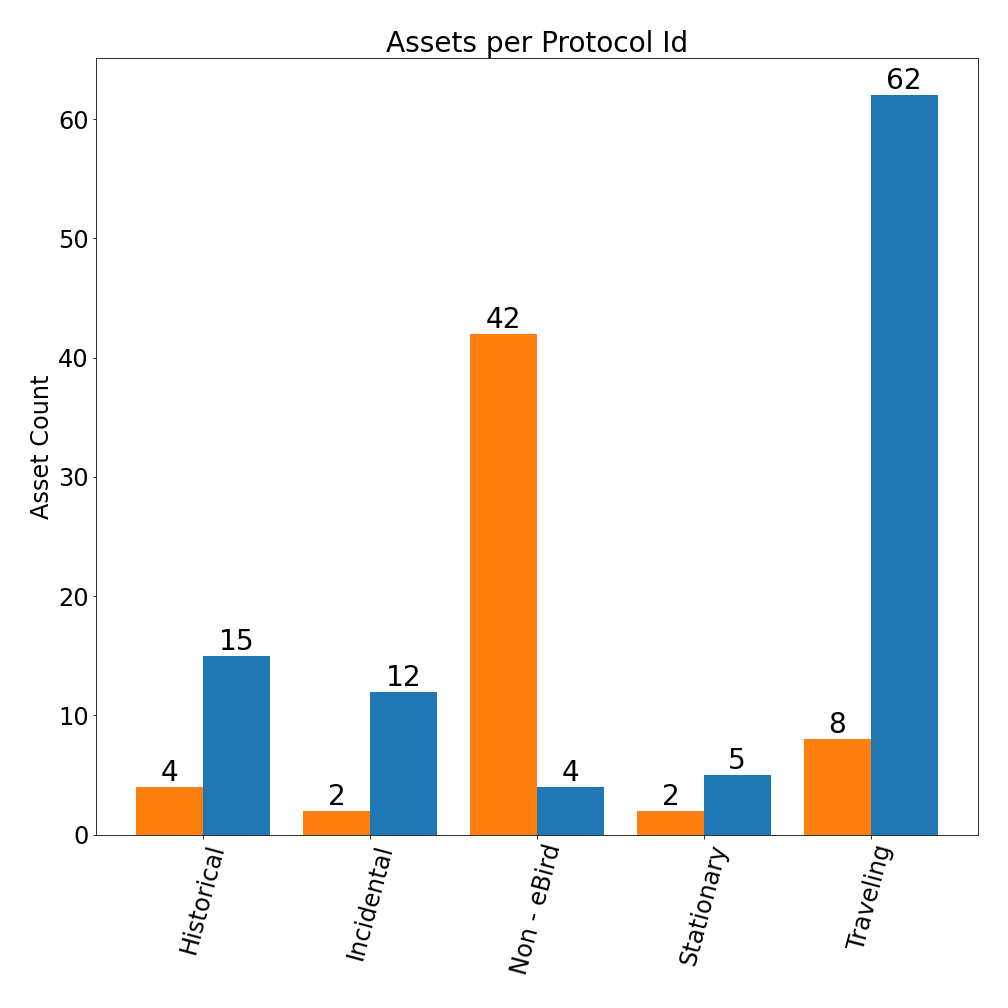 Assets per Protocol Id
Asset Count
60
50
40
30
20
10
0
4
15
2
12
42
4
2
5
8
62
Historical
Incidental
Non - eBird
Stationary
Traveling